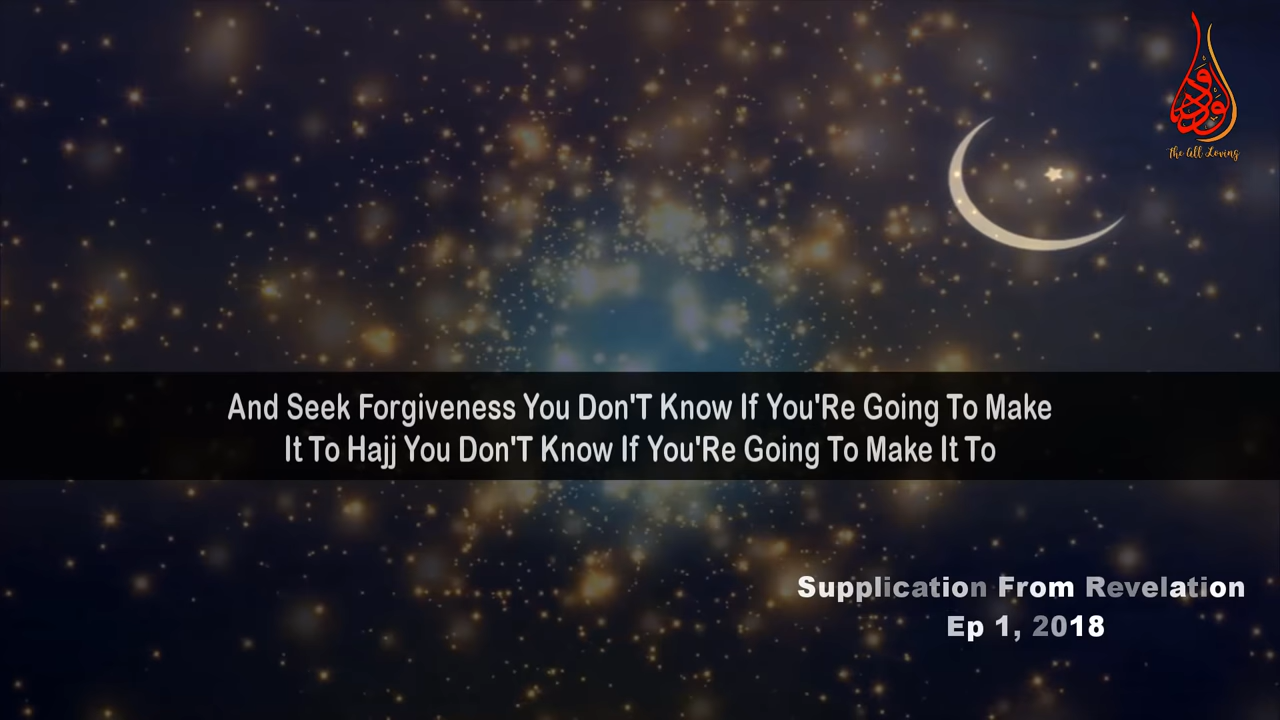 The All Loving
And Seek Forgiveness You Don'T Know If You'Re Going To Make
It To Hajj You Don'T Know If You'Re Going To Make It To
Supplication From Revelation
Ep 1, 2018